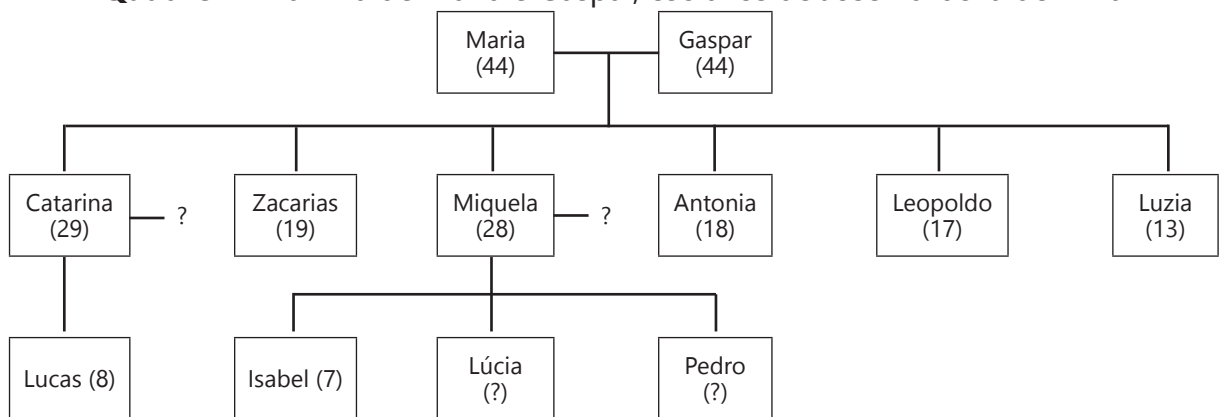 Maria
(44)
Gaspar
(44)
Catarina
(29)
?
Zacarias
(19)
Miquela
(28)
?
Antonia
(18)
Leopoldo
(17)
Luzia
(13)
Lucas (8)
Isabel (7)
Lúcia
(?)
Pedro
(?)